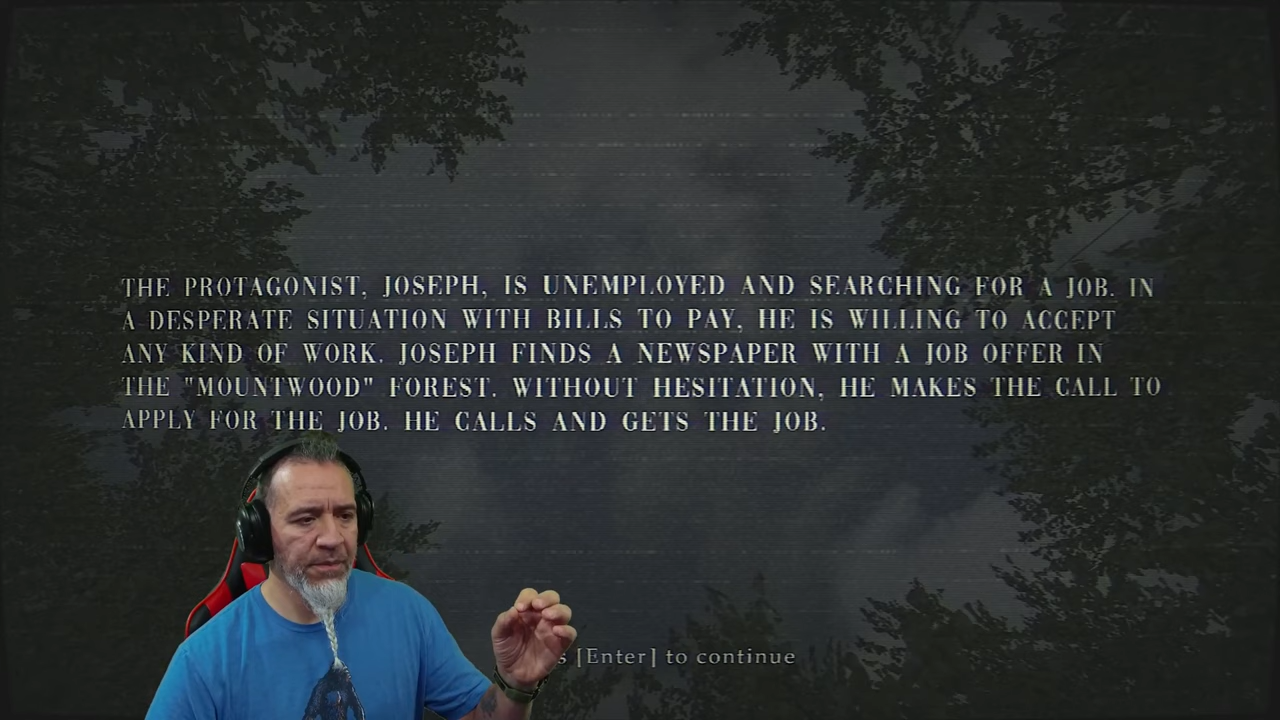 THE PROTAGONIST, JOSEPH, IS UNEMPLOYED AND SEARCHING FOR A JOB. IN
A DESPERATE SITUATION WITH BILLS TO PAY, HE IS WILLING TO ACCEPT
ANY KIND OF WORK. JOSEPH FINDS A NEWSPAPER WITH A JOB OFFER IN
THE "MOUNTWOOD" FOREST. WITHOUT HESITATION, HE MAKES THE CALL TO
APPLY FOR THE JOB. HE CALLS AND GETS THE JOB.
[Enter] to continue